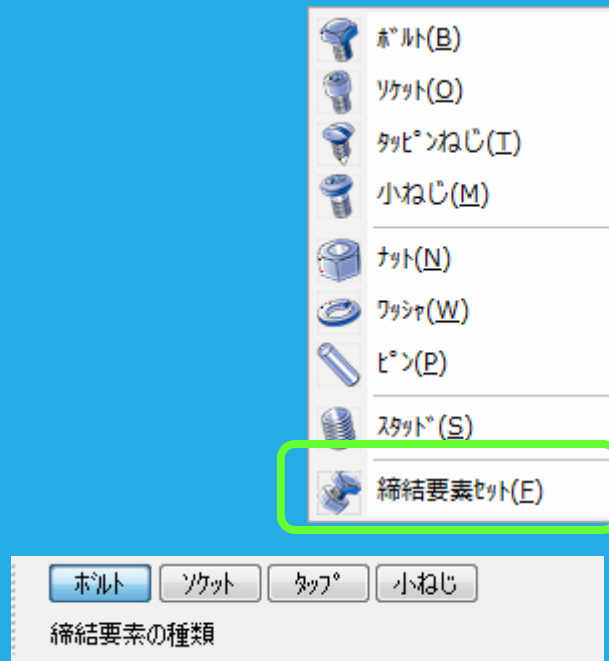 ﾎﾞﾙﾄ(B)
ｿｹｯﾄ(O)
ﾀｯﾋﾟﾝねじ(T)
小ねじ(M)
ﾅｯﾄ(N)
ﾜｯｼｬ(W)
ﾋﾟﾝ(P)
ｽﾀｯﾄﾞ(S)
締結要素ｾｯﾄ(F)
ﾎﾞﾙﾄ ｿｹｯﾄ ﾀｯﾌﾟ 小ねじ
締結要素の種類